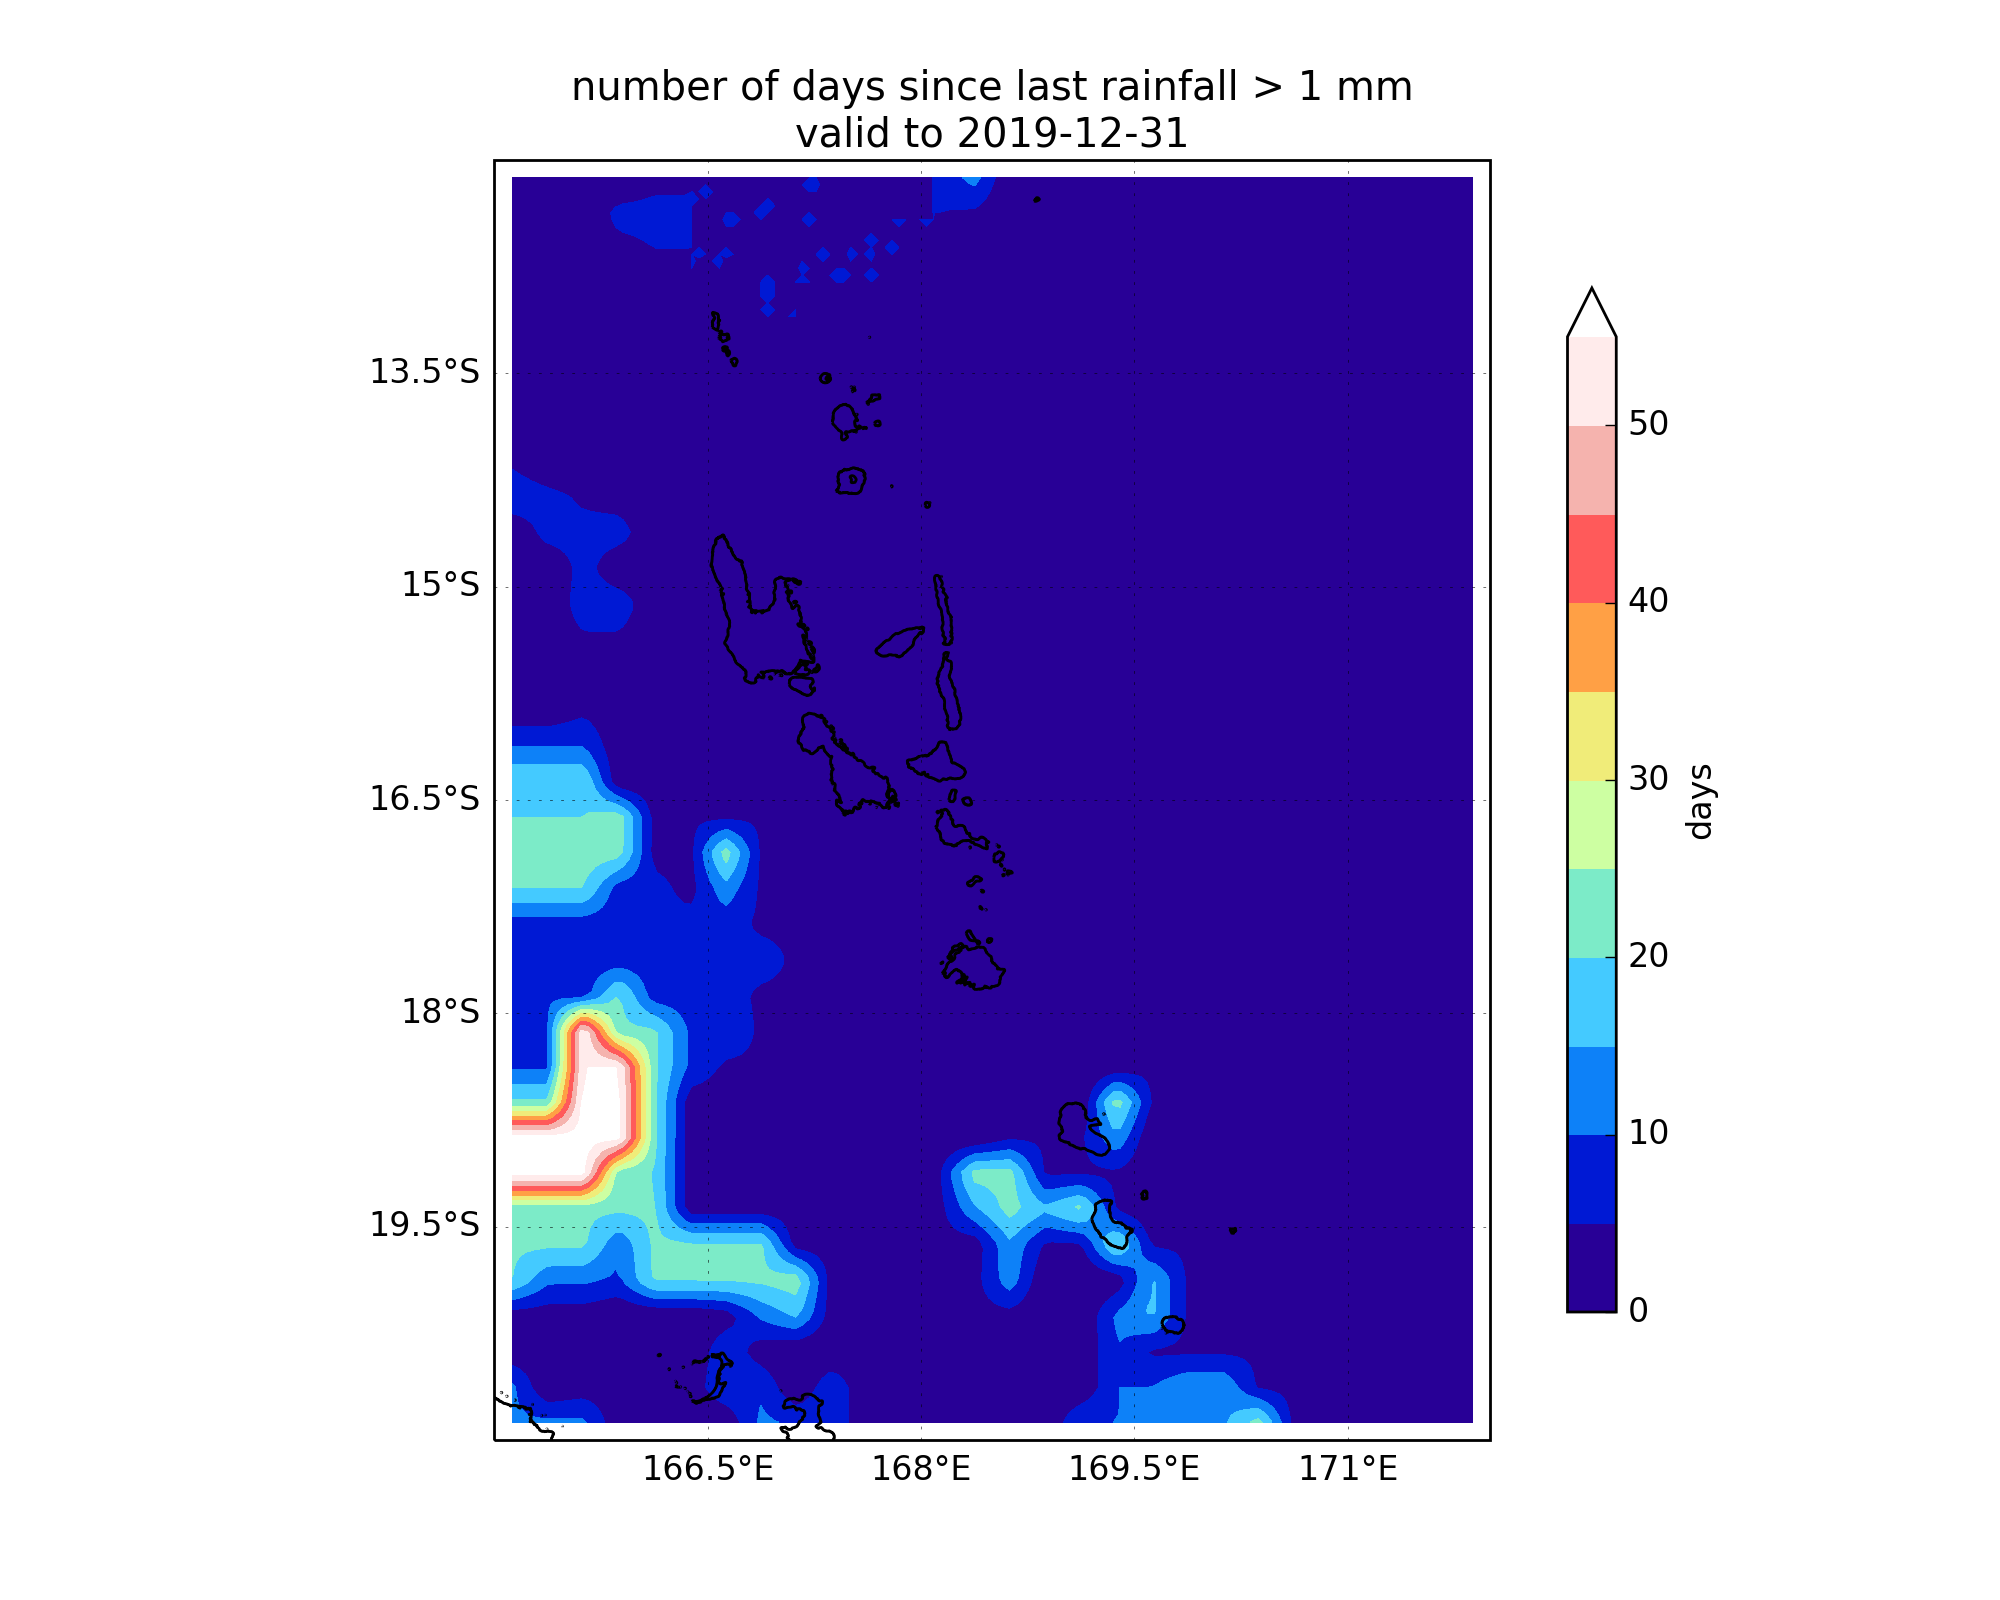 number of days since last rainfall > 1 mm
valid to 2019-12-31
13.5°S
15°S
16.5°S
18°S
19.5°S
166.5°E
168°E
169.5°E
171°E
50
40
30
20
10
0
days